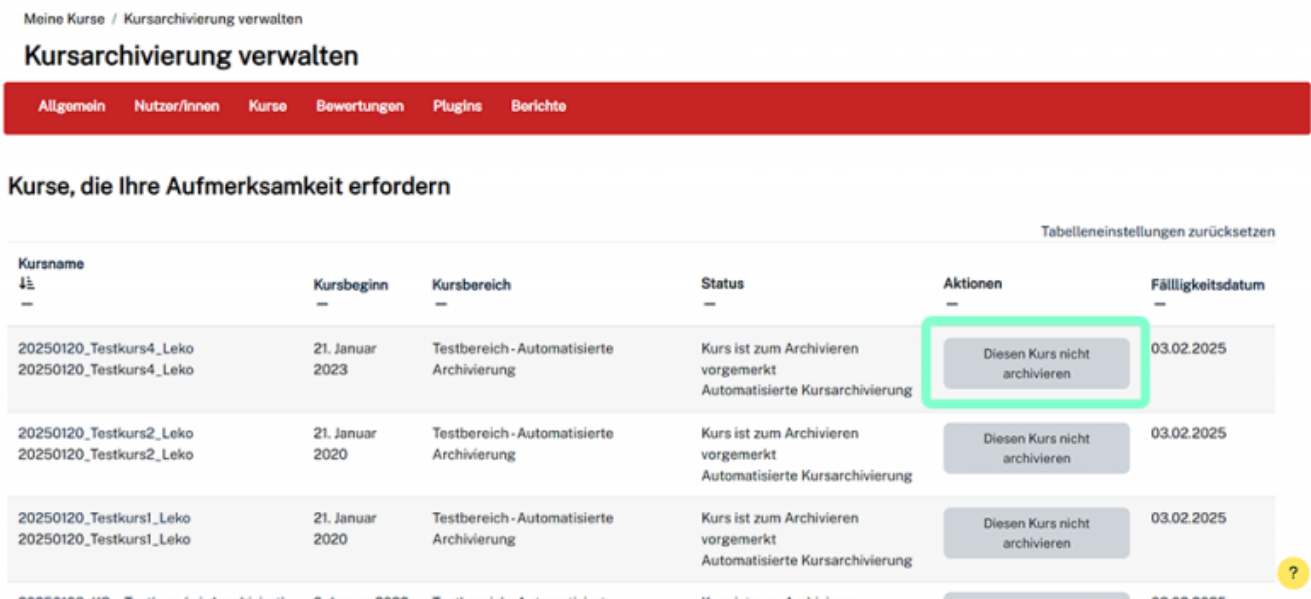 Meine Kurse / Kursarchivierung verwalten
Kursarchivierung verwalten
Allgemein Nutzer/innen Kurse Bewertungen Plugins Berichte
Kurse, die Ihre Aufmerksamkeit erfordern
Tabelleneinstellungen zurücksetzen
Kursname
Kursbeginn Kursbereich Status Aktionen Fällligkeitsdatum
20250120_Testkurs4_Leko 21. Januar Testbereich - Automatisierte Kurs ist zum Archivieren Diesen Kurs nicht 03.02.2025
20250120_Testkurs4_Leko 2023 Archivierung vorgemerkt archivieren
Automatisierte Kursarchivierung
20250120_Testkurs2_Leko 21. Januar Testbereich - Automatisierte Kurs ist zum Archivieren Diesen Kurs nicht 03.02.2025
20250120_Testkurs2_Leko 2020 Archivierung vorgemerkt archivieren
Automatisierte Kursarchivierung
20250120_Testkurs1_Leko 21. Januar Testbereich - Automatisierte Kurs ist zum Archivieren Diesen Kurs nicht 03.02.2025
20250120_Testkurs1_Leko 2020 Archivierung vorgemerkt archivieren
Automatisierte Kursarchivierung
?